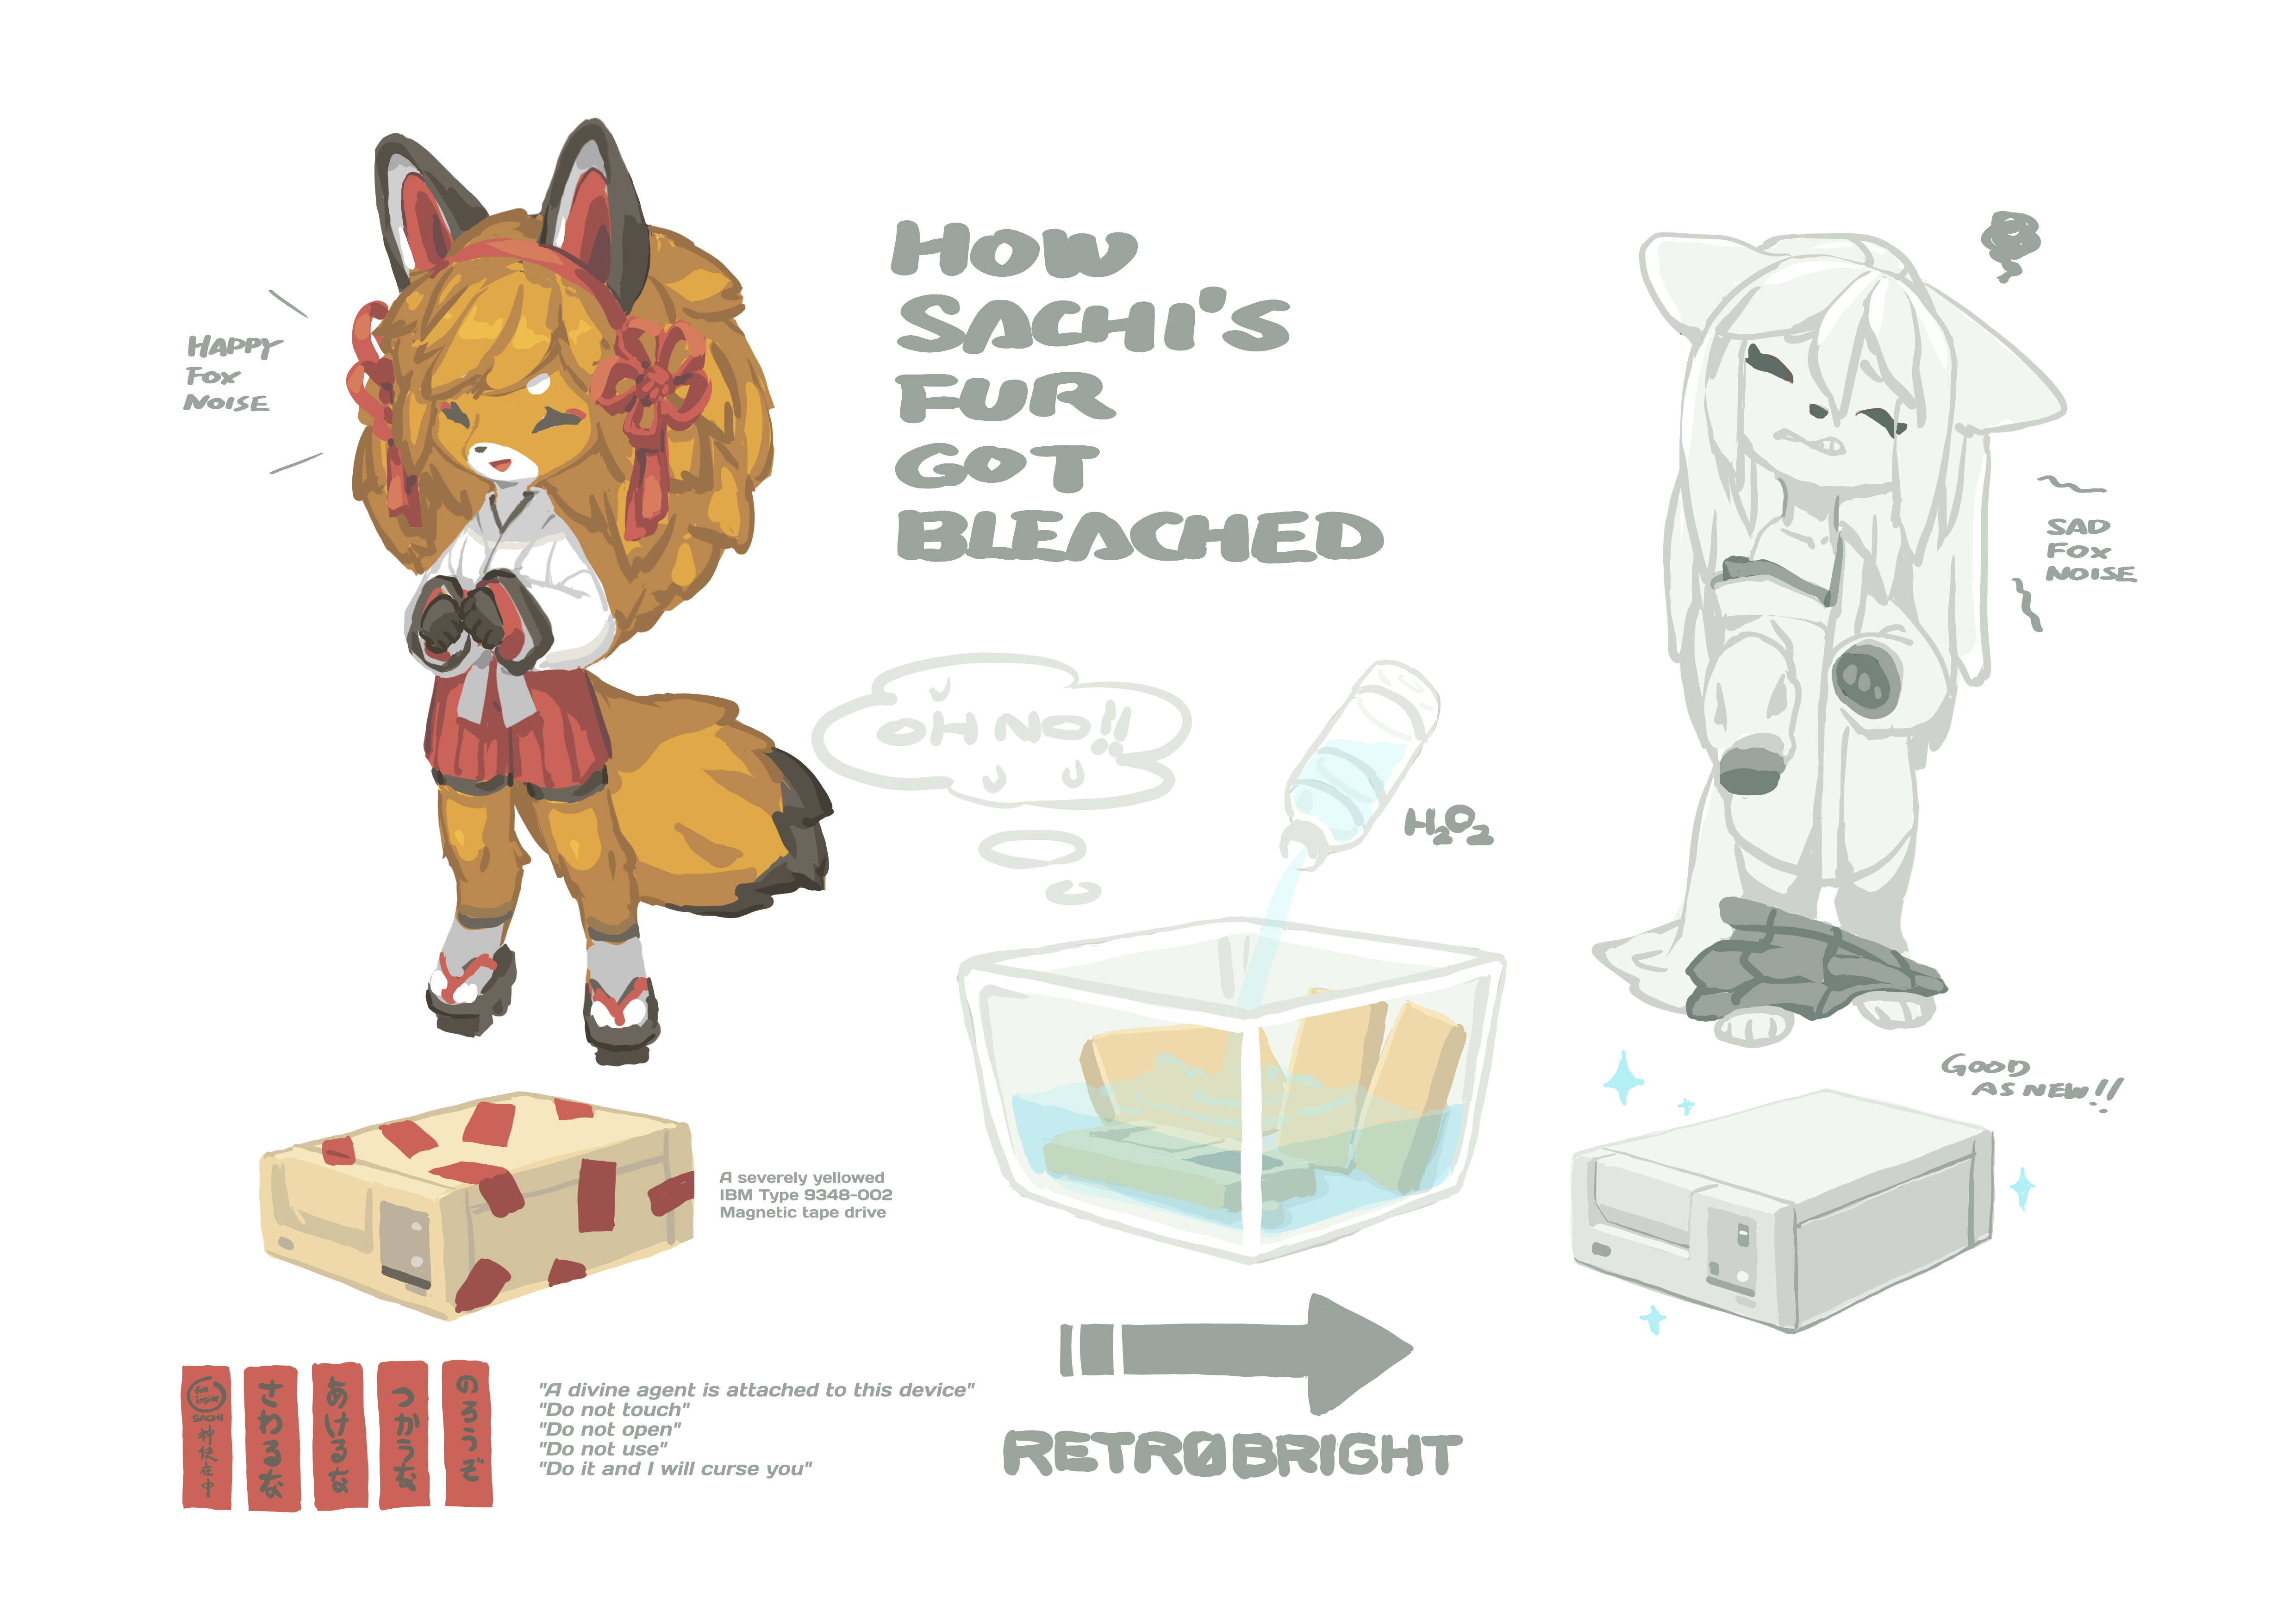 HOW
SACHI'S
FUR
GOT
BLEACHED
HAPPY
FOX
NOISE
OH NO!!
H2O2
SAD
FOX
NOISE
GOOD
AS NEW!!
A severely yellowed
IBM Type 9348-002
Magnetic tape drive
fox
inside
SACHI
神使在中
さわるな
あけるな
つかうな
のろうぞ
"A divine agent is attached to this device"
"Do not touch"
"Do not open"
"Do not use"
"Do it and I will curse you"
RETR0BRIGHT